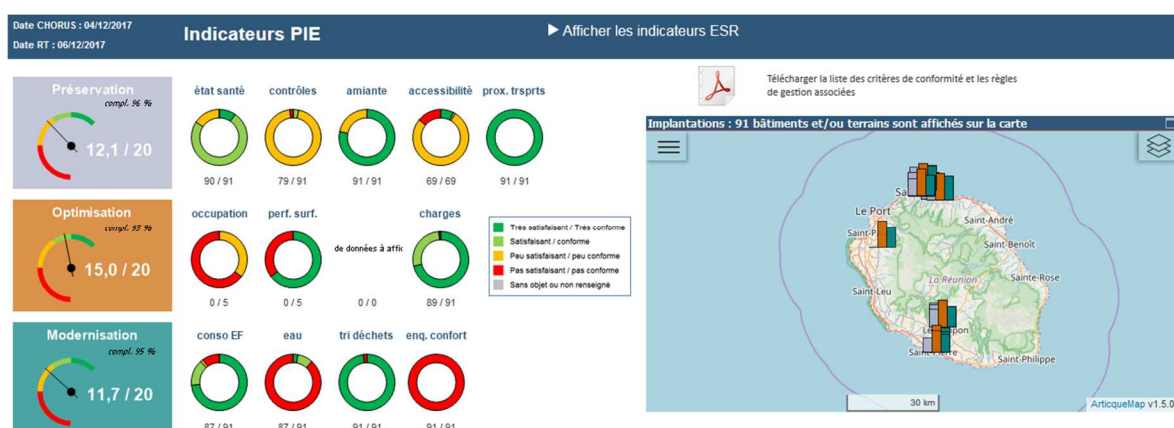 Date CHORUS : 04/12/2017
Date RT : 06/12/2017
Indicateurs PIE
▶ Afficher les indicateurs ESR
Télécharger la liste des critères de conformité et les règles
de gestion associées
Préservation
compl. 96 %
12,1 / 20
état santé
contrôles
amiante
accessibilité
prox. trsprts
90 / 91
79 / 91
91 / 91
69 / 69
91 / 91
Optimisation
compl. 93 %
15,0 / 20
occupation
perf. surf.
charges
de données à affic
0 / 5
0 / 5
0 / 0
89 / 91
Très satisfaisant / Très conforme
Satisfaisant / conforme
Peu satisfaisant / peu conforme
Pas satisfaisant / pas conforme
Sans objet ou non renseigné
Modernisation
compl. 95 %
11,7 / 20
conso EF
eau
tri déchets
enq. confort
87 / 91
87 / 91
91 / 91
91 / 91
Implantations : 91 bâtiments et/ou terrains sont affichés sur la carte
Le Port
Saint-André
Saint-Benoît
La Réunion
Sainte-Rose
Saint-Leu
Saint-Philippe
30 km
ArticqueMap v1.5.0